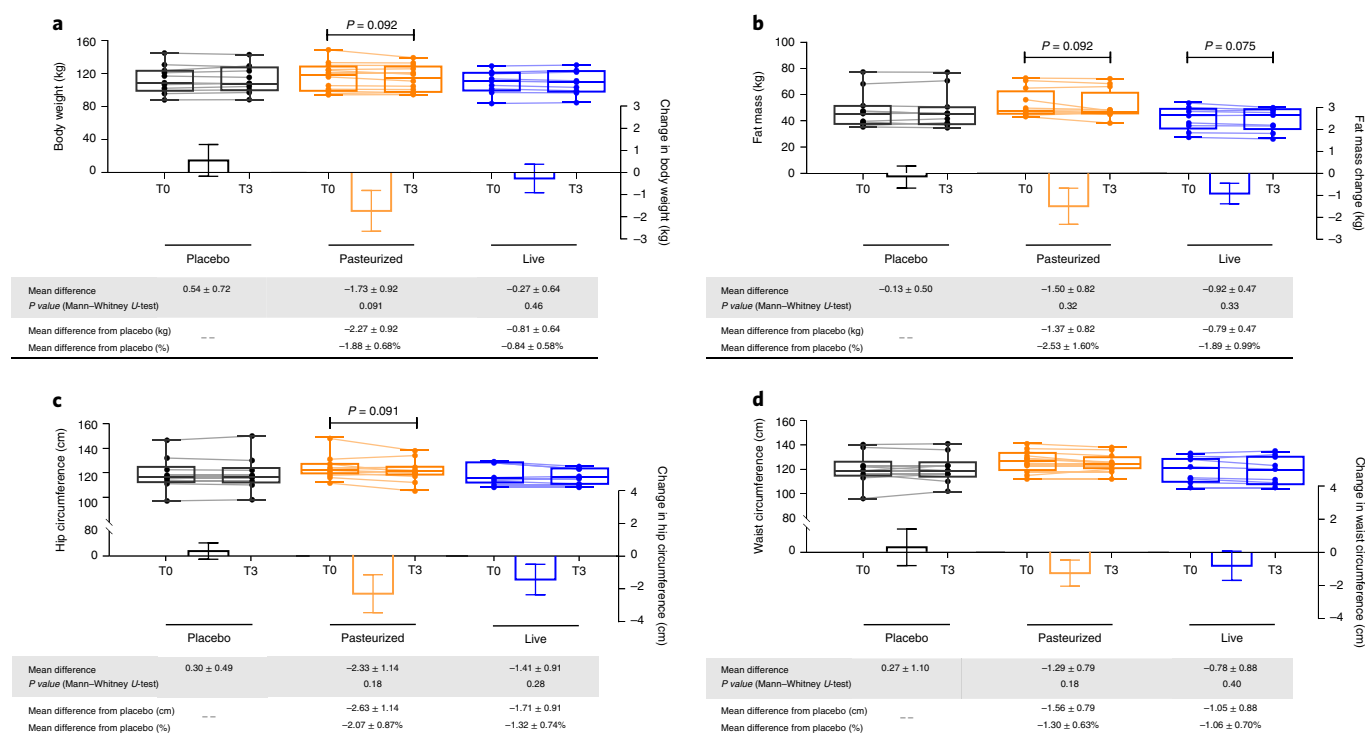 a
P = 0.092
160
120
80
40
0
Body weight (kg)
3
2
1
0
−1
−2
−3
Change in body weight (kg)
T0 T3 T0 T3 T0 T3
Placebo Pasteurized Live
Mean difference 0.54 ± 0.72 −1.73 ± 0.92 −0.27 ± 0.64
P value (Mann–Whitney U-test) 0.091 0.46
Mean difference from placebo (kg) −− −2.27 ± 0.92 −0.81 ± 0.64
Mean difference from placebo (%) −1.88 ± 0.68% −0.84 ± 0.58%
b
P = 0.092 P = 0.075
100
80
60
40
20
0
Fat mass (kg)
3
2
1
0
−1
−2
−3
Fat mass change (kg)
T0 T3 T0 T3 T0 T3
Placebo Pasteurized Live
Mean difference −0.13 ± 0.50 −1.50 ± 0.82 −0.92 ± 0.47
P value (Mann–Whitney U-test) 0.32 0.33
Mean difference from placebo (kg) −− −1.37 ± 0.82 −0.79 ± 0.47
Mean difference from placebo (%) −2.53 ± 1.60% −1.89 ± 0.99%
c
P = 0.091
160
140
120
100
80
0
Hip circumference (cm)
4
2
0
−2
−4
Change in hip circumference (cm)
T0 T3 T0 T3 T0 T3
Placebo Pasteurized Live
Mean difference 0.30 ± 0.49 −2.33 ± 1.14 −1.41 ± 0.91
P value (Mann–Whitney U-test) 0.18 0.28
Mean difference from placebo (cm) −− −2.63 ± 1.14 −1.71 ± 0.91
Mean difference from placebo (%) −2.07 ± 0.87% −1.32 ± 0.74%
d
160
140
120
100
80
0
Waist circumference (cm)
4
2
0
−2
−4
Change in waist circumference (cm)
T0 T3 T0 T3 T0 T3
Placebo Pasteurized Live
Mean difference 0.27 ± 1.10 −1.29 ± 0.79 −0.78 ± 0.88
P value (Mann–Whitney U-test) 0.18 0.40
Mean difference from placebo (cm) −− −1.56 ± 0.79 −1.05 ± 0.88
Mean difference from placebo (%) −1.30 ± 0.63% −1.06 ± 0.70%